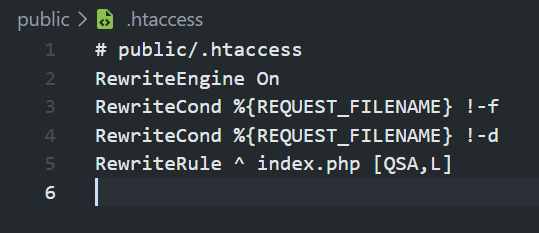 public > .htaccess
1 # public/.htaccess
2 RewriteEngine On
3 RewriteCond %{REQUEST_FILENAME} !-f
4 RewriteCond %{REQUEST_FILENAME} !-d
5 RewriteRule ^ index.php [QSA,L]
6